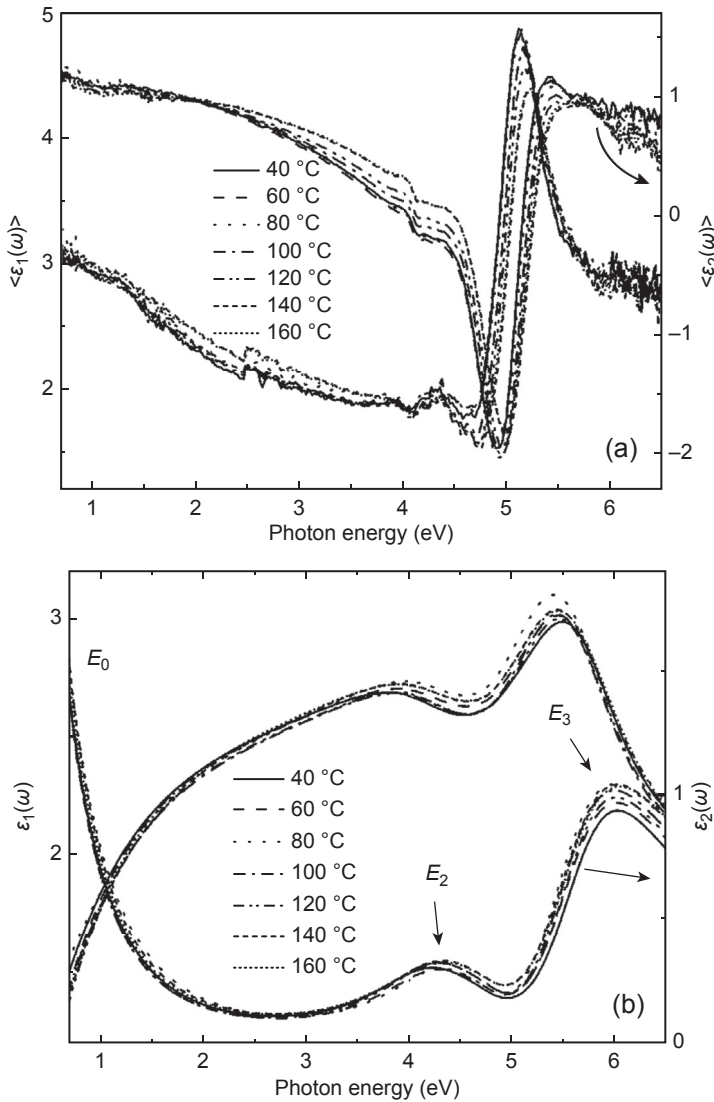 5
4
3
2
<ε1(ω)>
1
0
–1
–2
<ε2(ω)>
40 °C
60 °C
80 °C
100 °C
120 °C
140 °C
160 °C
(a)
1 2 3 4 5 6
Photon energy (eV)
3
2
ε1(ω)
1
0
ε2(ω)
E0
E3
E2
40 °C
60 °C
80 °C
100 °C
120 °C
140 °C
160 °C
(b)
1 2 3 4 5 6
Photon energy (eV)